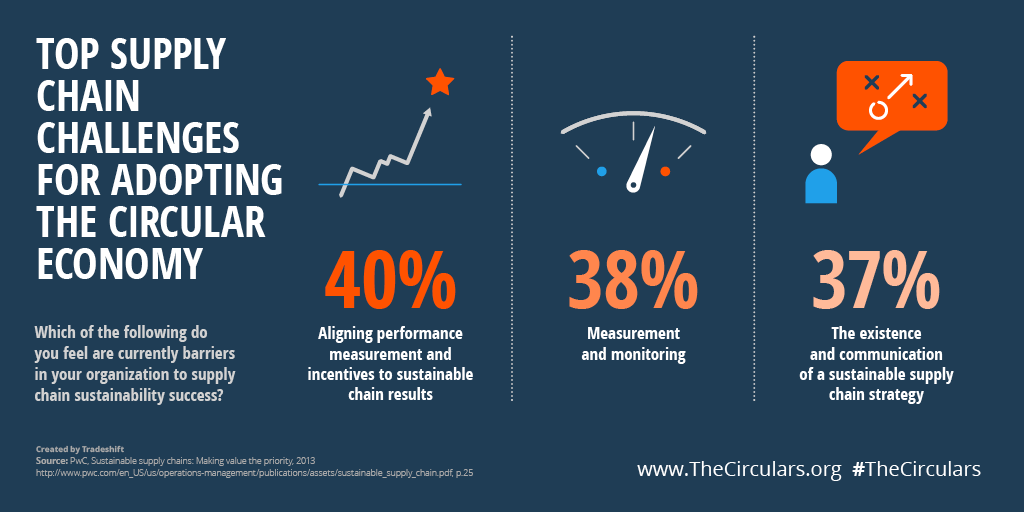 TOP SUPPLY
CHAIN
CHALLENGES
FOR ADOPTING
THE CIRCULAR
ECONOMY
Which of the following do
you feel are currently barriers
in your organization to supply
chain sustainability success?
40%
Aligning performance
measurement and
incentives to sustainable
chain results
38%
Measurement
and monitoring
37%
The existence
and communication
of a sustainable supply
chain strategy
Created by Tradeshift
Source: PwC, Sustainable supply chains: Making value the priority, 2013
http://www.pwc.com/en_US/us/operations-management/publications/assets/sustainable_supply_chain.pdf, p.25
www.TheCirculars.org #TheCirculars